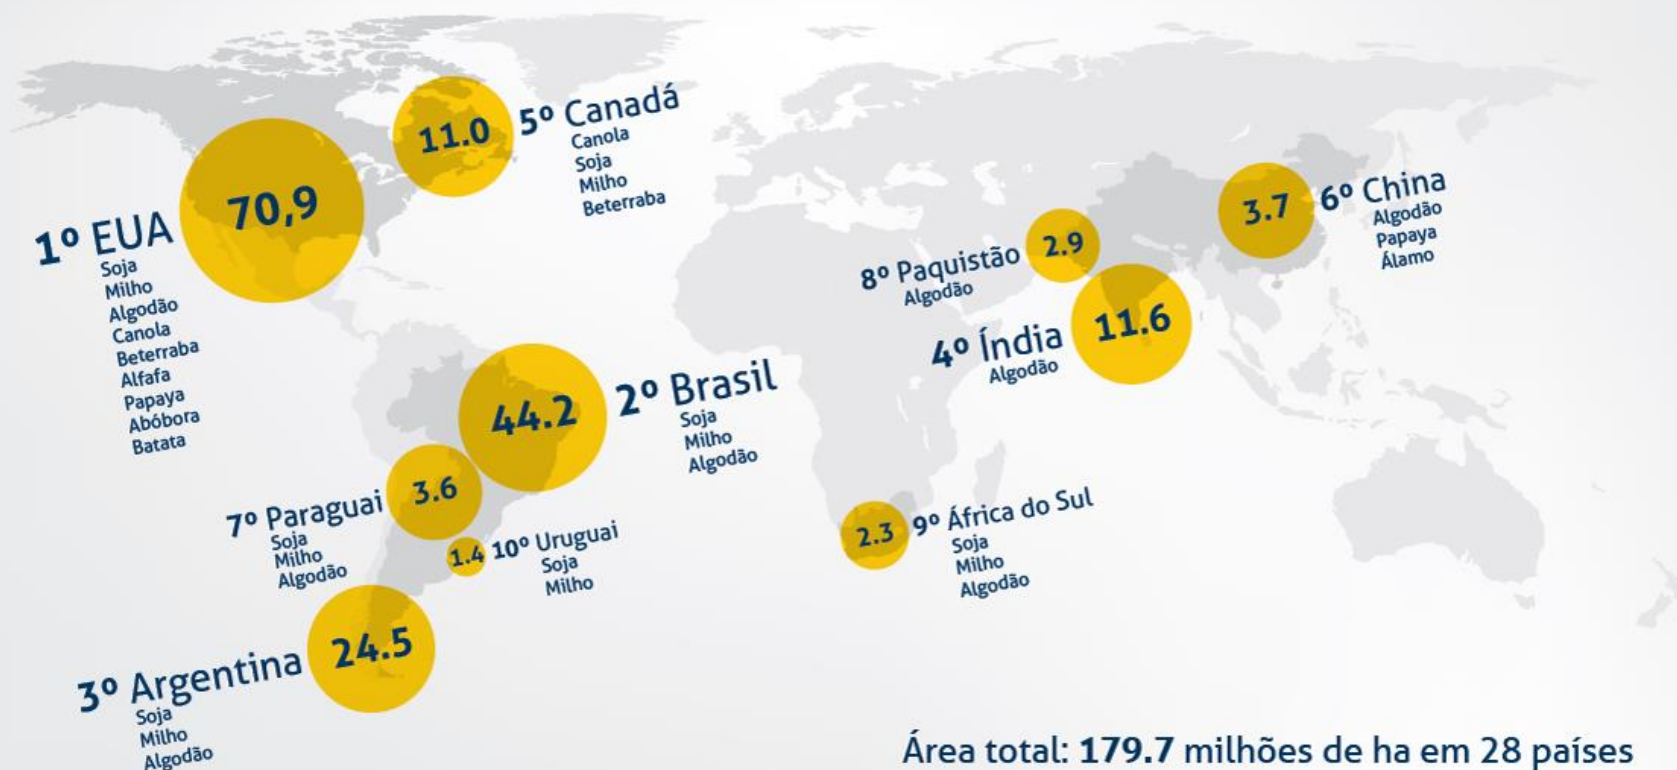 11.0
5º Canadá
Canola
Soja
Milho
Beterraba
70,9
1º EUA
Soja
Milho
Algodão
Canola
Beterraba
Alfafa
Papaya
Abóbora
Batata
3.7
6º China
Algodão
Papaya
Álamo
2.9
8º Paquistão
Algodão
11.6
4º Índia
Algodão
44.2
2º Brasil
Soja
Milho
Algodão
3.6
7º Paraguai
Soja
Milho
Algodão
1.4
10º Uruguai
Soja
Milho
2.3
9º África do Sul
Soja
Milho
Algodão
24.5
3º Argentina
Soja
Milho
Algodão
Área total: 179.7 milhões de ha em 28 países